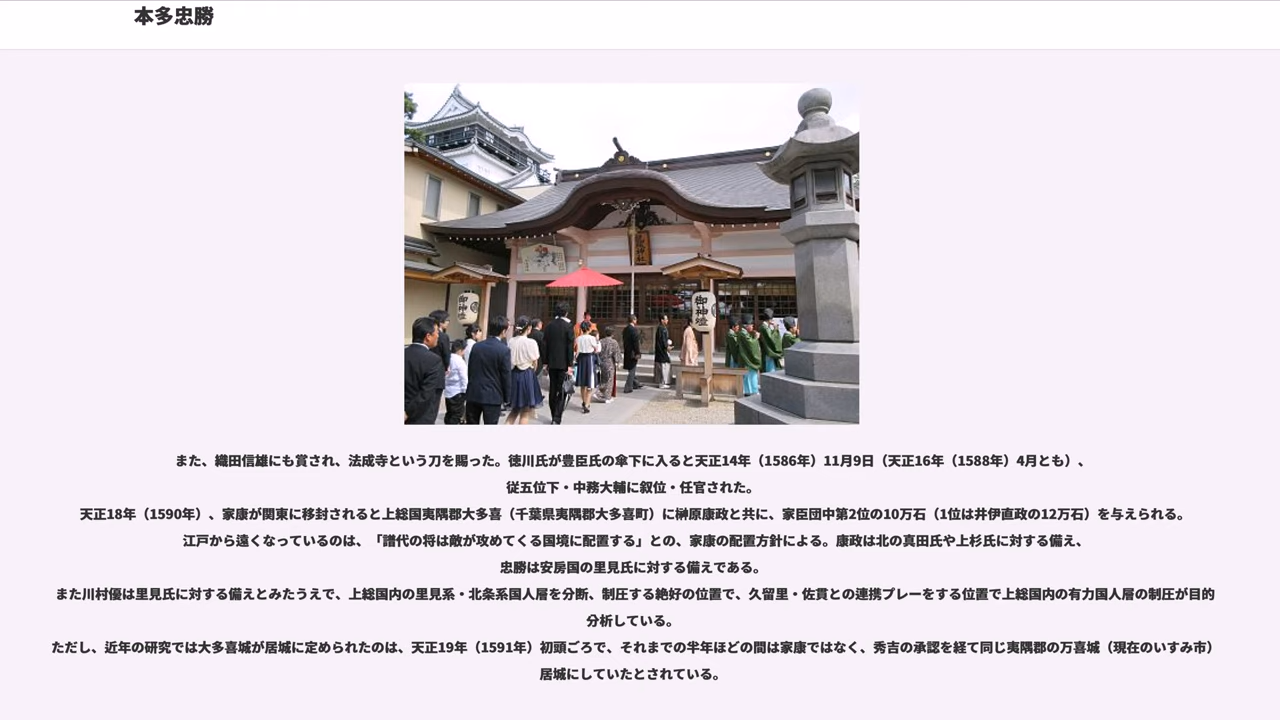 本多忠勝
御神燈
御神燈
また、織田信雄にも賞され、法成寺という刀を賜った。徳川氏が豊臣氏の傘下に入ると天正14年（1586年）11月9日（天正16年（1588年）4月とも）、
従五位下・中務大輔に叙位・任官された。
天正18年（1590年）、家康が関東に移封されると上総国夷隅郡大多喜（千葉県夷隅郡大多喜町）に榊原康政と共に、家臣団中第2位の10万石（1位は井伊直政の12万石）を与えられる。
江戸から遠くなっているのは、「譜代の将は敵が攻めてくる国境に配置する」との、家康の配置方針による。康政は北の真田氏や上杉氏に対する備え、
忠勝は安房国の里見氏に対する備えである。
また川村優は里見氏に対する備えとみたうえで、上総国内の里見系・北条系国人層を分断、制圧する絶好の位置で、久留里・佐貫との連携プレーをする位置で上総国内の有力国人層の制圧が目的
分析している。
ただし、近年の研究では大多喜城が居城に定められたのは、天正19年（1591年）初頭ごろで、それまでの半年ほどの間は家康ではなく、秀吉の承認を経て同じ夷隅郡の万喜城（現在のいすみ市）
居城にしていたとされている。